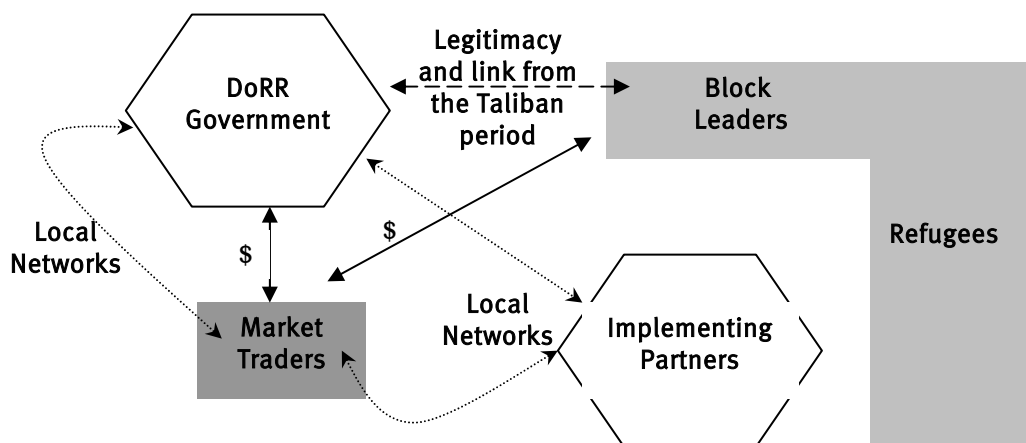 DoRR
Government
Legitimacy
and link from
the Taliban
period
Block
Leaders
Local
Networks
$
$
Refugees
Market
Traders
Local
Networks
Implementing
Partners